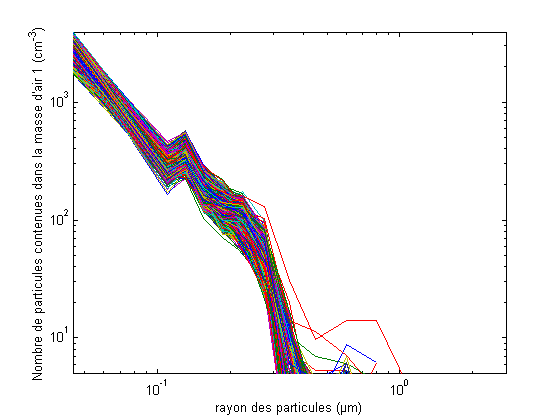 Nombre de particules contenues dans la masse d'air 1 (cm⁻³)
10³
10²
10¹
10⁻¹
10⁰
rayon des particules (µm)